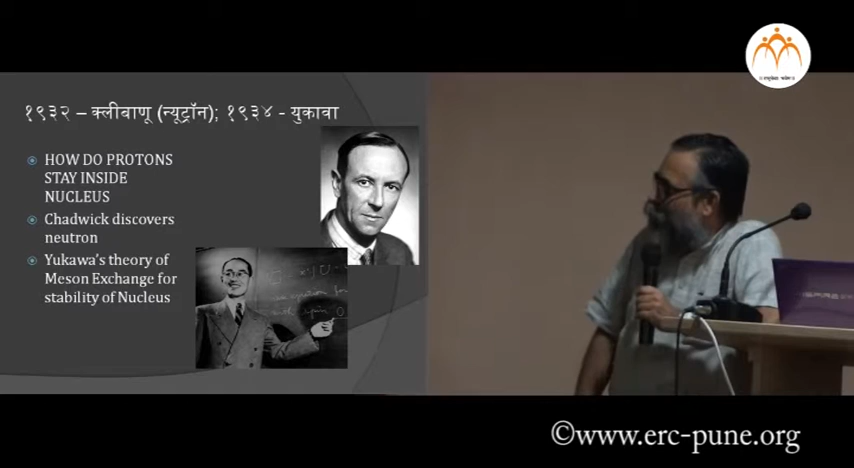 १९३२ – क्लीबाणू (न्यूट्रॉन); १९३४ - युकावा
HOW DO PROTONS
STAY INSIDE
NUCLEUS
Chadwick discovers
neutron
Yukawa's theory of
Meson Exchange for
stability of Nucleus
©www.erc-pune.org